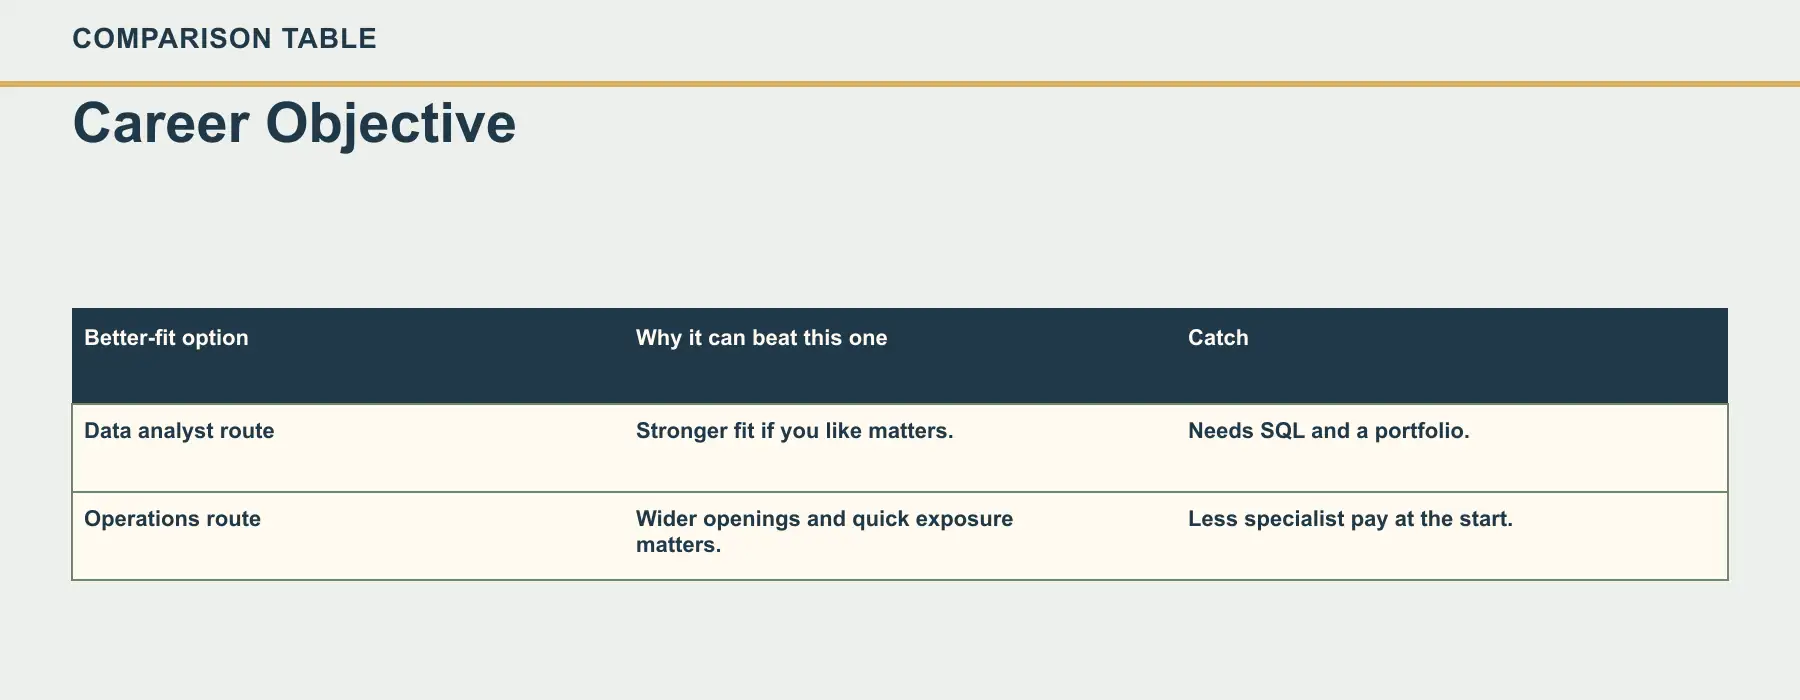 COMPARISON TABLE
Career Objective
Better-fit option
Why it can beat this one
Catch
Data analyst route
Stronger fit if you like matters.
Needs SQL and a portfolio.
Operations route
Wider openings and quick exposure
matters.
Less specialist pay at the start.